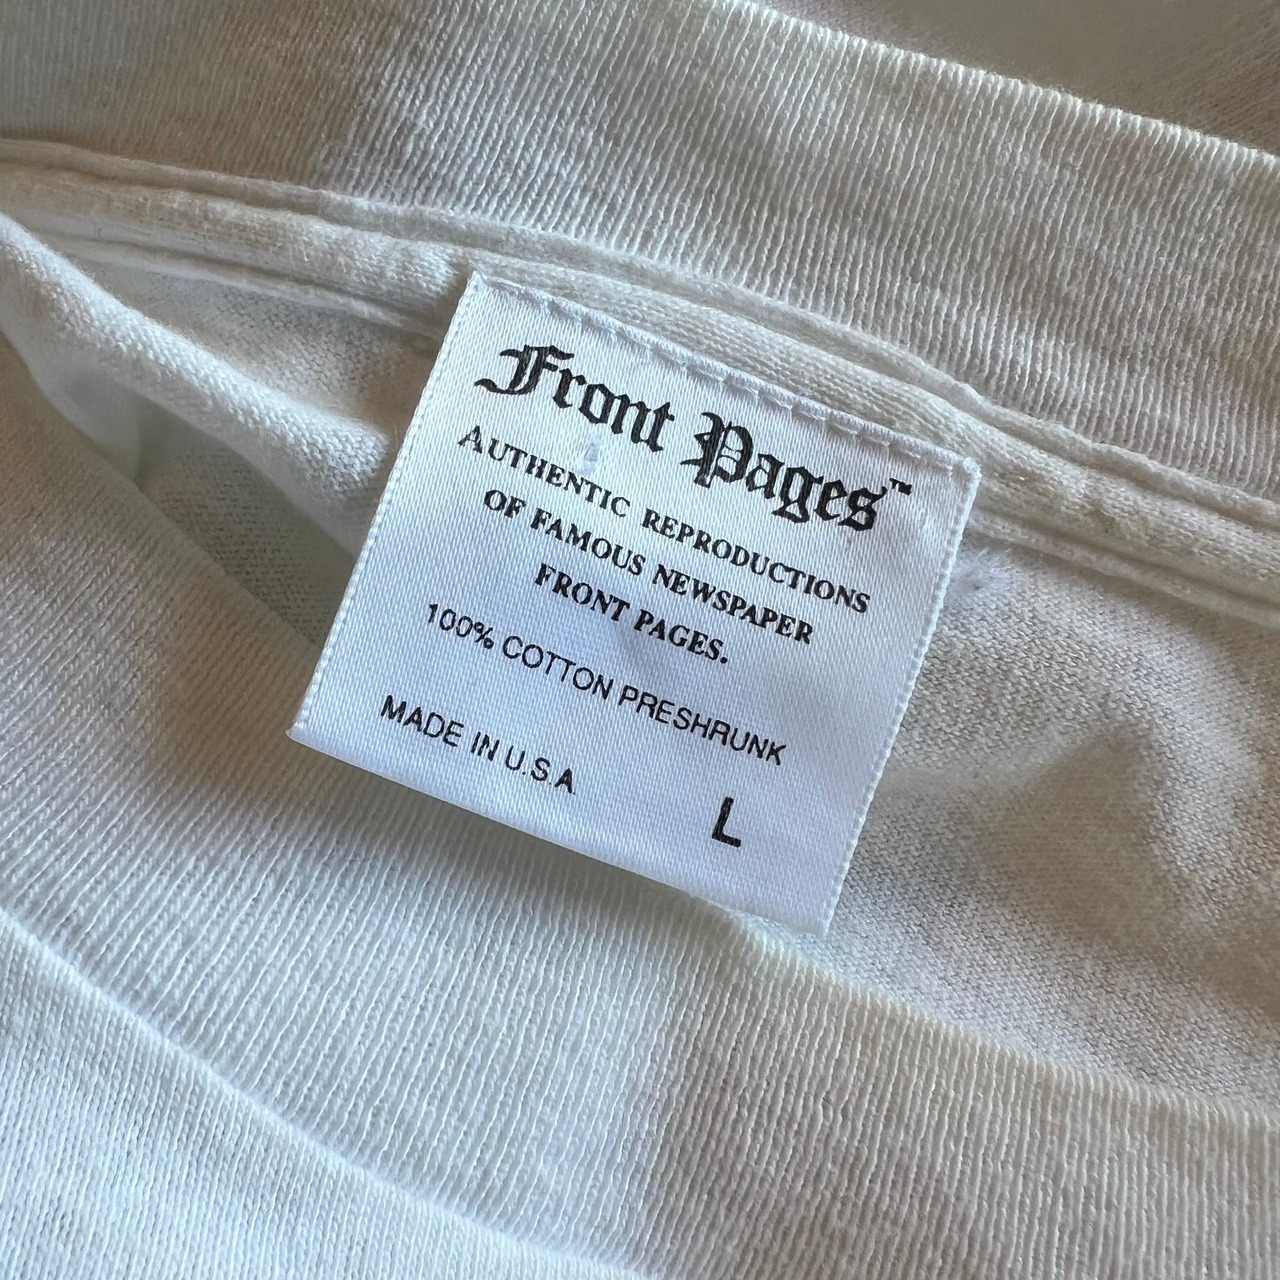 Front Pages™
AUTHENTIC REPRODUCTIONS
OF FAMOUS NEWSPAPER
FRONT PAGES.
100% COTTON PRESHRUNK
MADE IN U.S.A
L